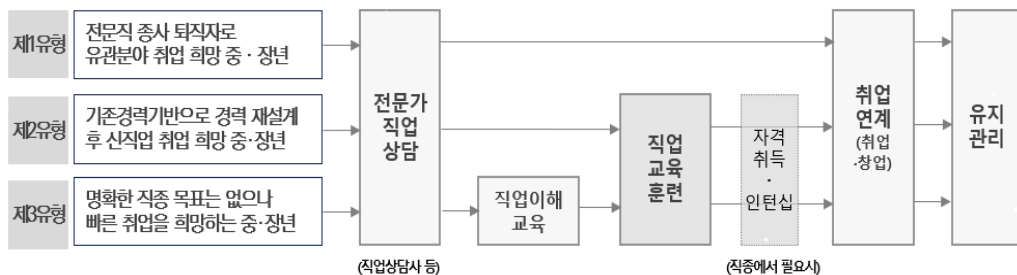 제1유형
전문직 종사 퇴직자로
유관분야 취업 희망 중·장년
제2유형
기존경력기반으로 경력 재설계
후 신직업 취업 희망 중·장년
제3유형
명확한 직종 목표는 없으나
빠른 취업을 희망하는 중·장년
전문가
직업
상담
(직업상담사 등)
직업이해
교육
직업
교육
훈련
자격
취득
·
인턴십
(직종에서 필요시)
취업
연계
(취업
·창업)
유지
관리